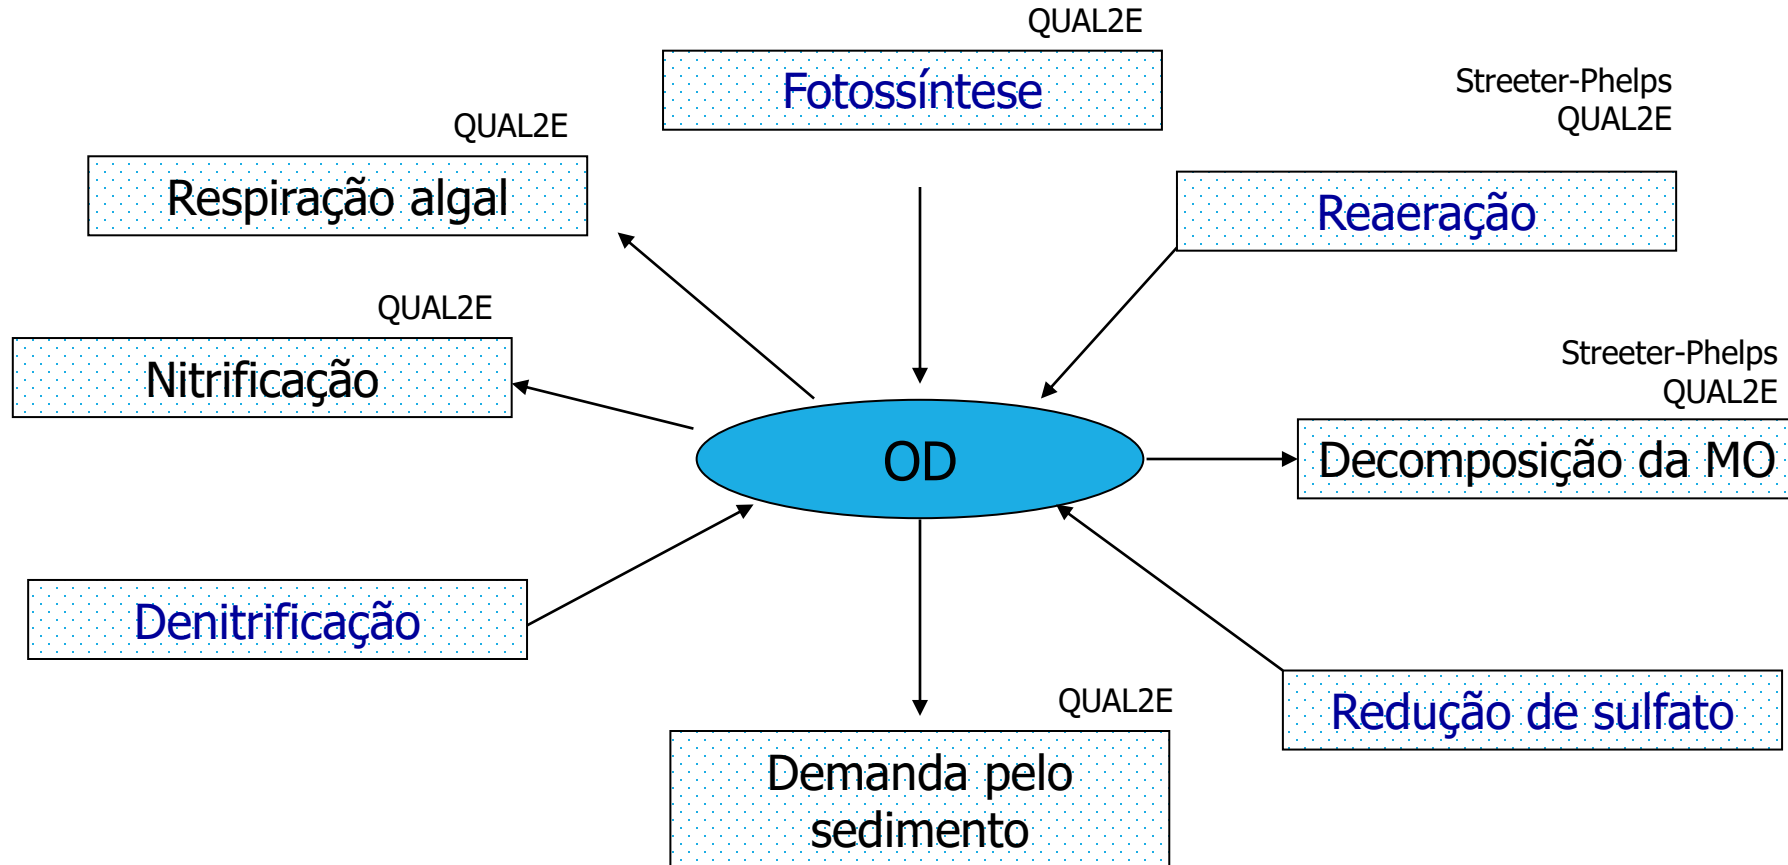 QUAL2E
Fotossíntese
Streeter-Phelps
QUAL2E
QUAL2E
Respiração algal
Reaeração
QUAL2E
Nitrificação
Streeter-Phelps
QUAL2E
OD
Decomposição da MO
Denitrificação
QUAL2E
Redução de sulfato
Demanda pelo
sedimento